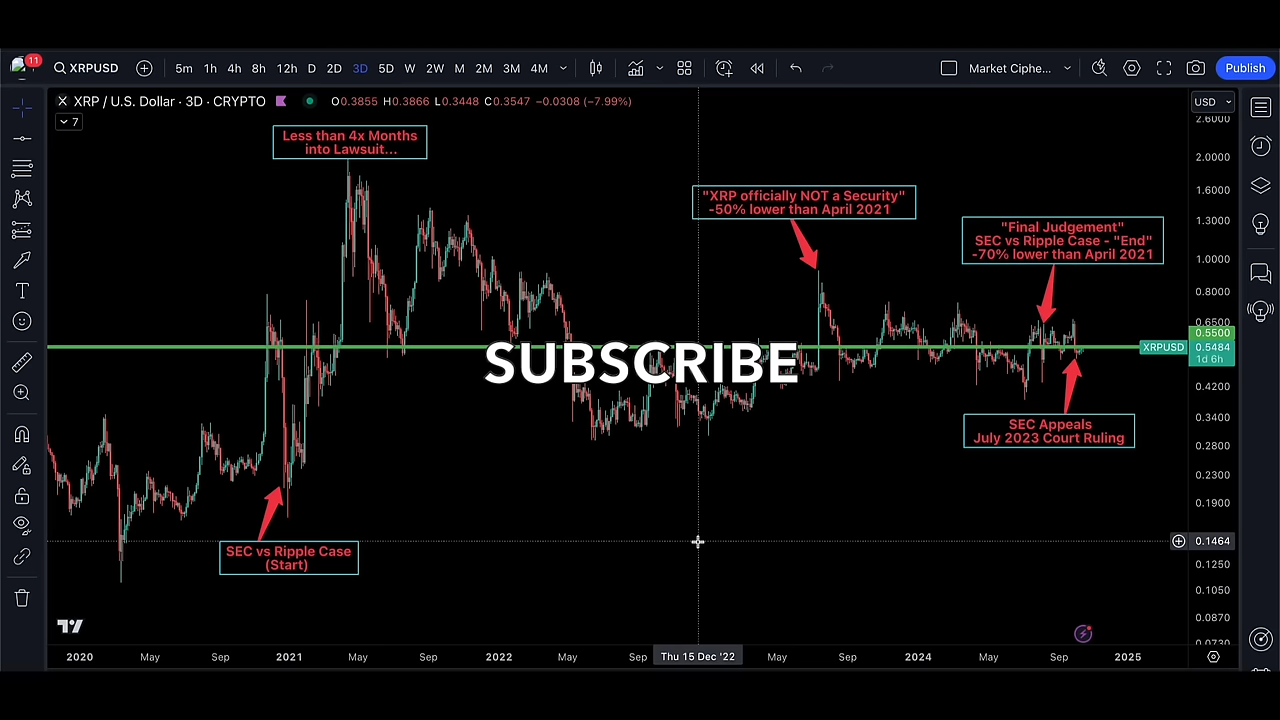 11
XRPUSD
5m 1h 4h 8h 12h D 2D 3D 5D W 2W M 2M 3M 4M
Market Ciphe...
Publish
XRP / U.S. Dollar · 3D · CRYPTO
O0.3855 H0.3866 L0.3448 C0.3547 −0.0308 (−7.99%)
USD
7
2.6000
Less than 4x Months
into Lawsuit...
2.0000
1.6000
"XRP officially NOT a Security"
-50% lower than April 2021
1.3000
"Final Judgement"
SEC vs Ripple Case - "End"
-70% lower than April 2021
1.0000
0.8000
0.6500
0.5500
XRPUSD
0.5484
1d 6h
SUBSCRIBE
0.4200
0.3400
SEC Appeals
July 2023 Court Ruling
0.2800
0.2300
0.1900
0.1464
SEC vs Ripple Case
(Start)
0.1250
0.1050
0.0870
0.0730
2020 May Sep 2021 May Sep 2022 May Sep Thu 15 Dec '22 May Sep 2024 May Sep 2025